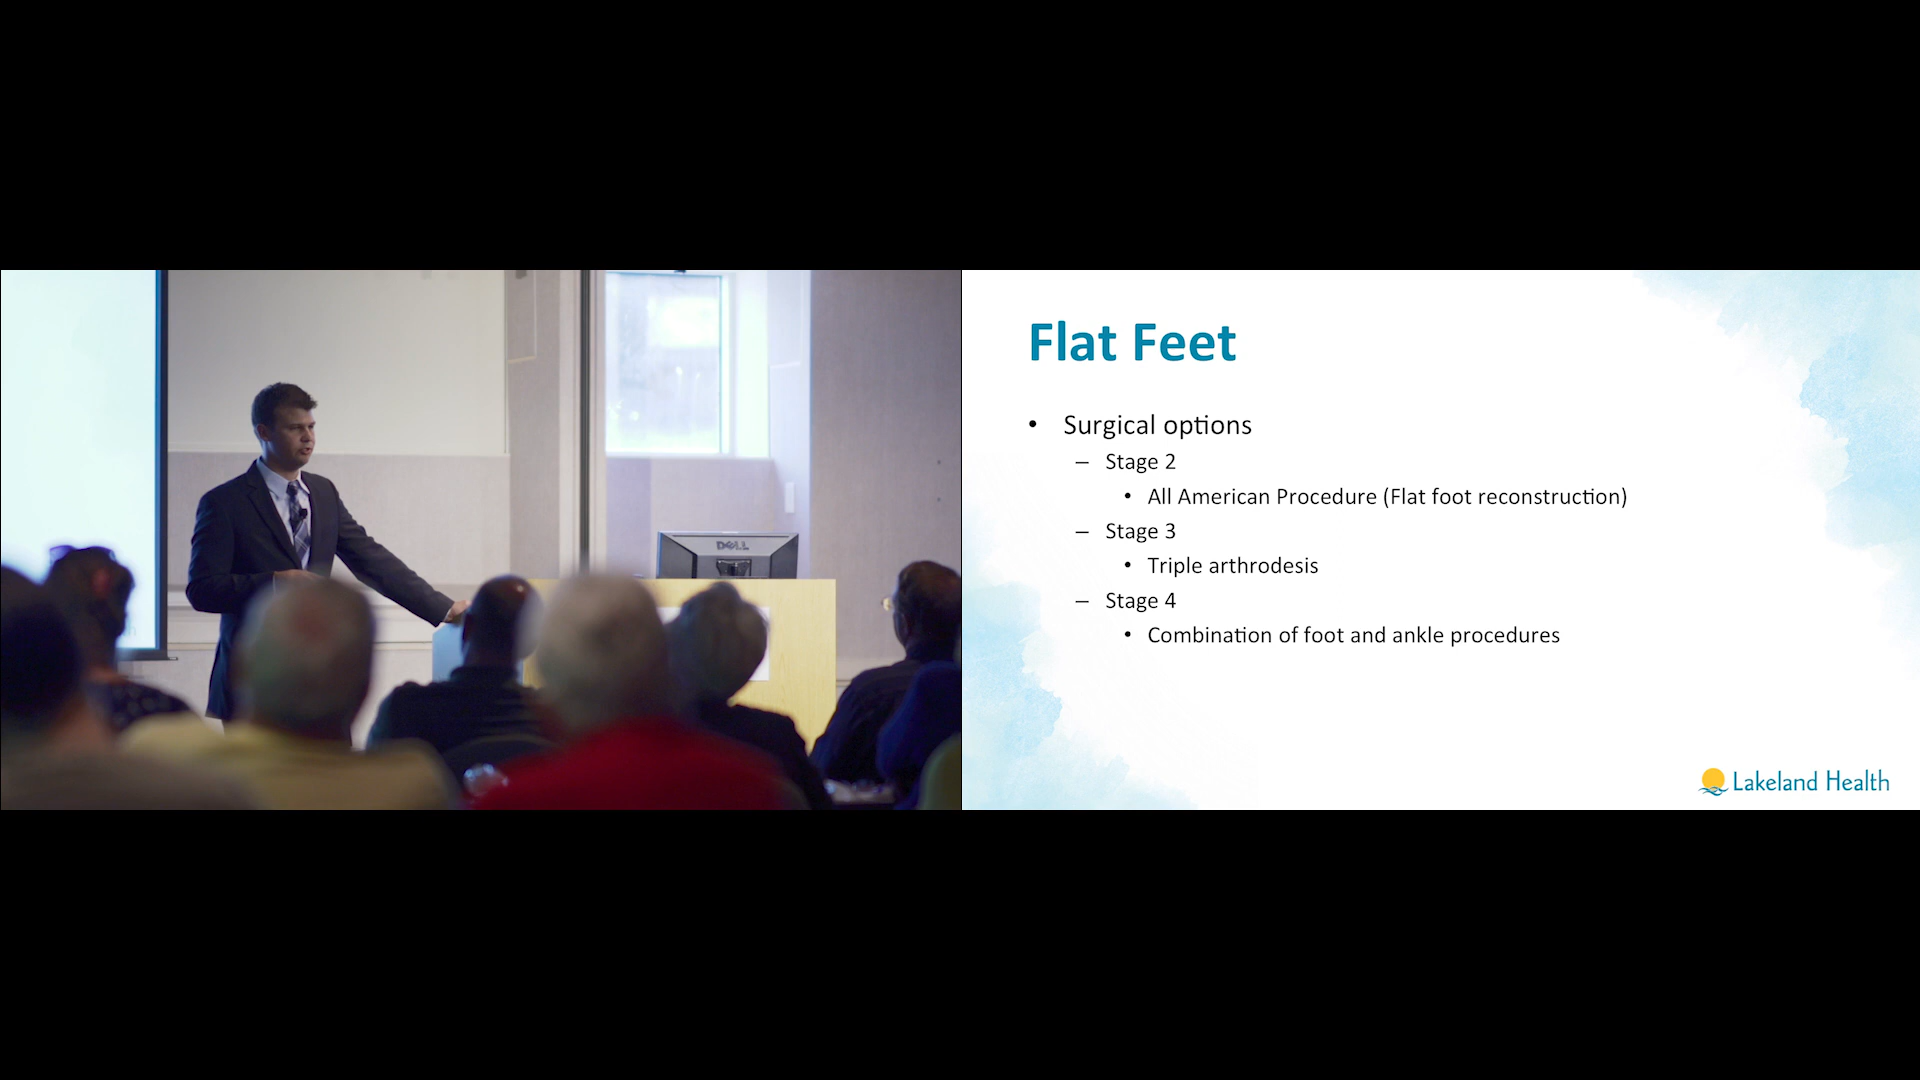 DELL
Flat Feet
• Surgical options
– Stage 2
• All American Procedure (Flat foot reconstruction)
– Stage 3
• Triple arthrodesis
– Stage 4
• Combination of foot and ankle procedures
Lakeland Health